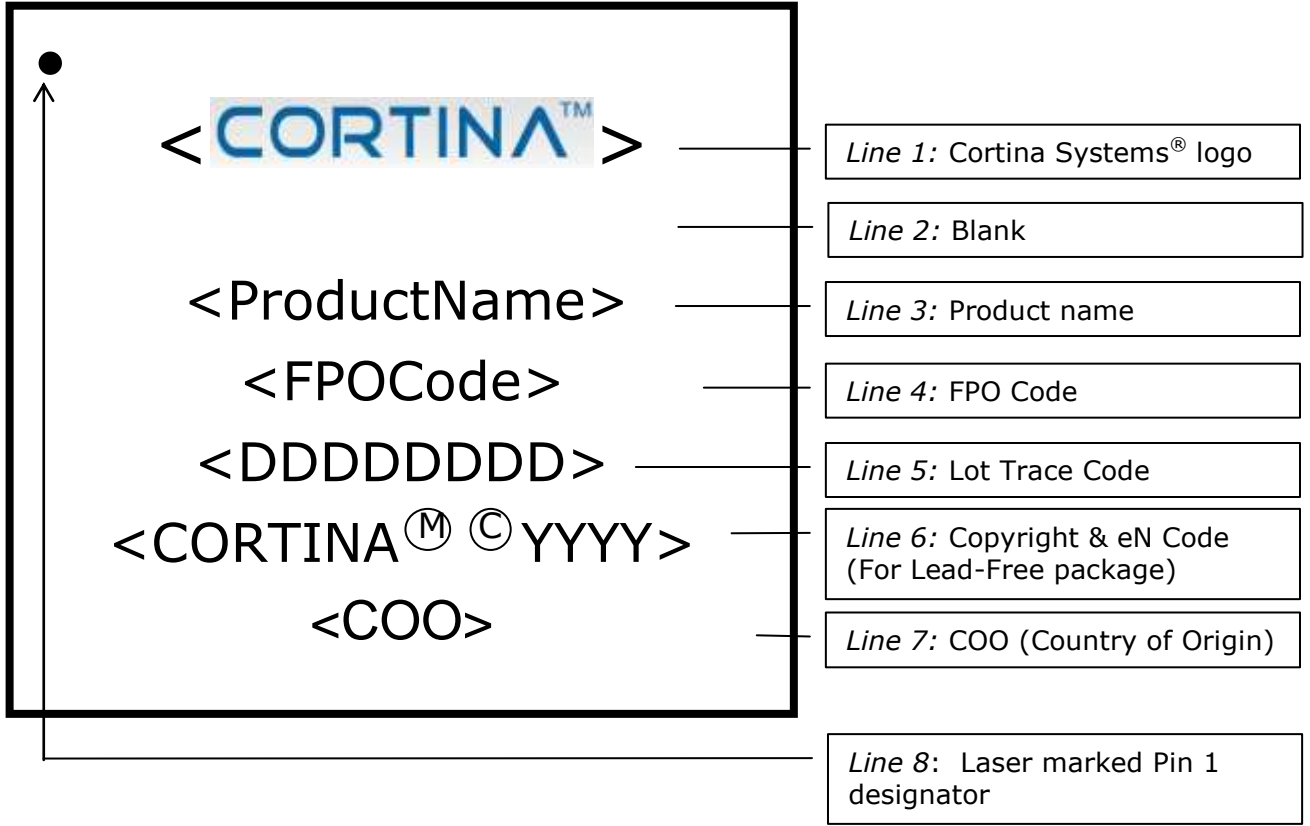 <CORTINA™>
Line 1: Cortina Systems® logo
Line 2: Blank
<ProductName>
Line 3: Product name
<FPOCode>
Line 4: FPO Code
<DDDDDDDD>
Line 5: Lot Trace Code
<CORTINAⓂ ⒸYYYY>
Line 6: Copyright & eN Code
(For Lead-Free package)
<COO>
Line 7: COO (Country of Origin)
Line 8: Laser marked Pin 1
designator